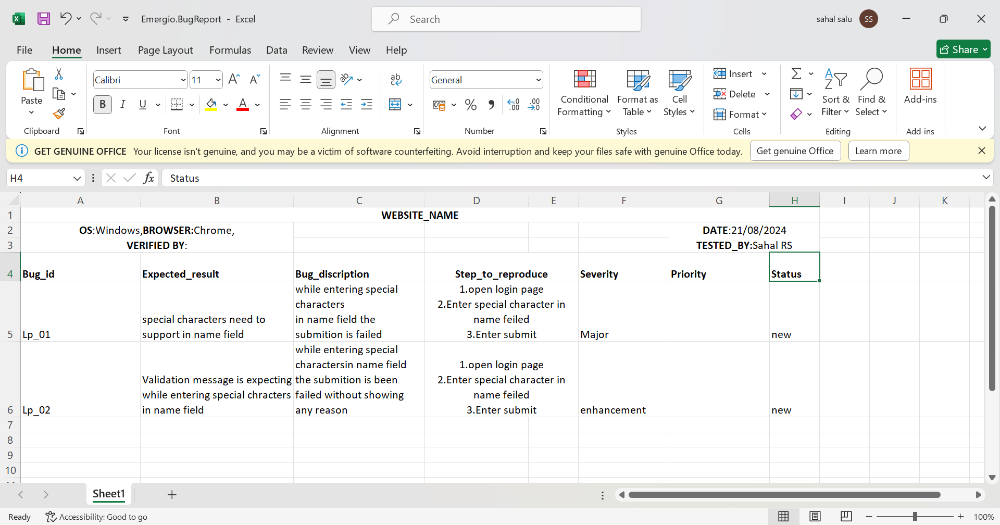 Emergio.BugReport - Excel
Search
sahal salu SS
File Home Insert Page Layout Formulas Data Review View Help
Share
Paste
Clipboard
Calibri 11
B I U
Font
Alignment
General
Number
Conditional Formatting
Format as Table
Cell Styles
Styles
Insert
Delete
Format
Cells
Sort & Filter
Find & Select
Editing
Add-ins
Add-ins
GET GENUINE OFFICE Your license isn't genuine, and you may be a victim of software counterfeiting. Avoid interruption and keep your files safe with genuine Office today. Get genuine Office Learn more
H4 fx Status
A B C D E F G H I J K
1 WEBSITE_NAME
2 OS:Windows,BROWSER:Chrome, DATE:21/08/2024
3 VERIFIED BY: TESTED_BY:Sahal RS
4 Bug_id Expected_result Bug_discription Step_to_reproduce Severity Priority Status
5 Lp_01
special characters need to
support in name field
while entering special
characters
in name field the
submition is failed
1.open login page
2.Enter special character in
name feiled
3.Enter submit
Major
new
6 Lp_02
Validation message is expecting
while entering special chracters
in name field
while entering special
charactersin name field
the submition is been
failed without showing
any reason
1.open login page
2.Enter special character in
name feiled
3.Enter submit
enhancement
new
7
8
9
10
Sheet1
Ready Accessibility: Good to go 100%